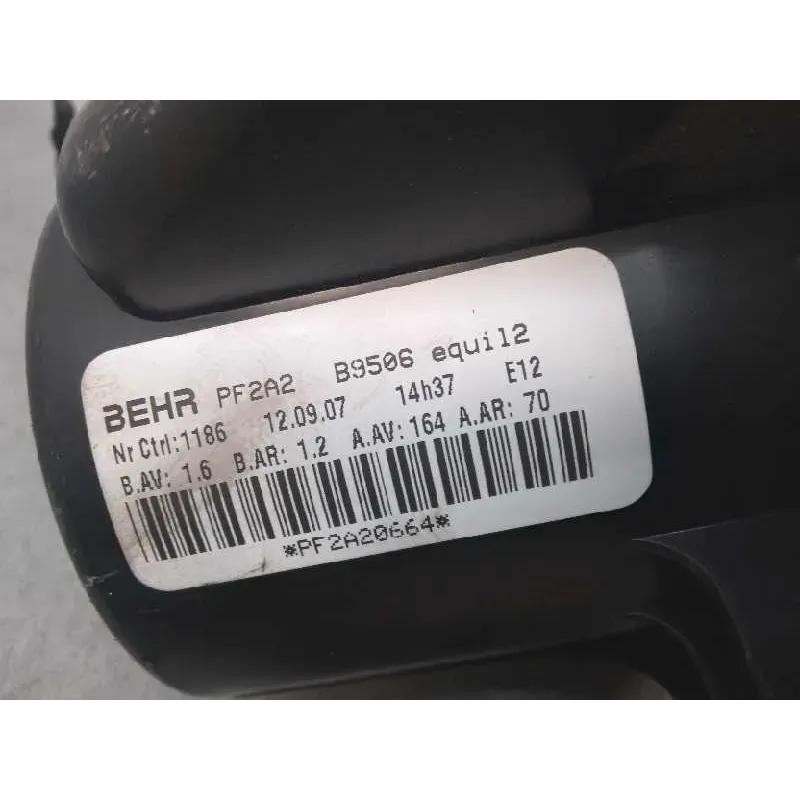 BEHR PF2A2 B9506 equil2
Nr Ctrl:1186 12.09.07 14h37 E12
B.AV: 1.6 B.AR: 1.2 A.AV:164 A.AR: 70
*PF2A20664*